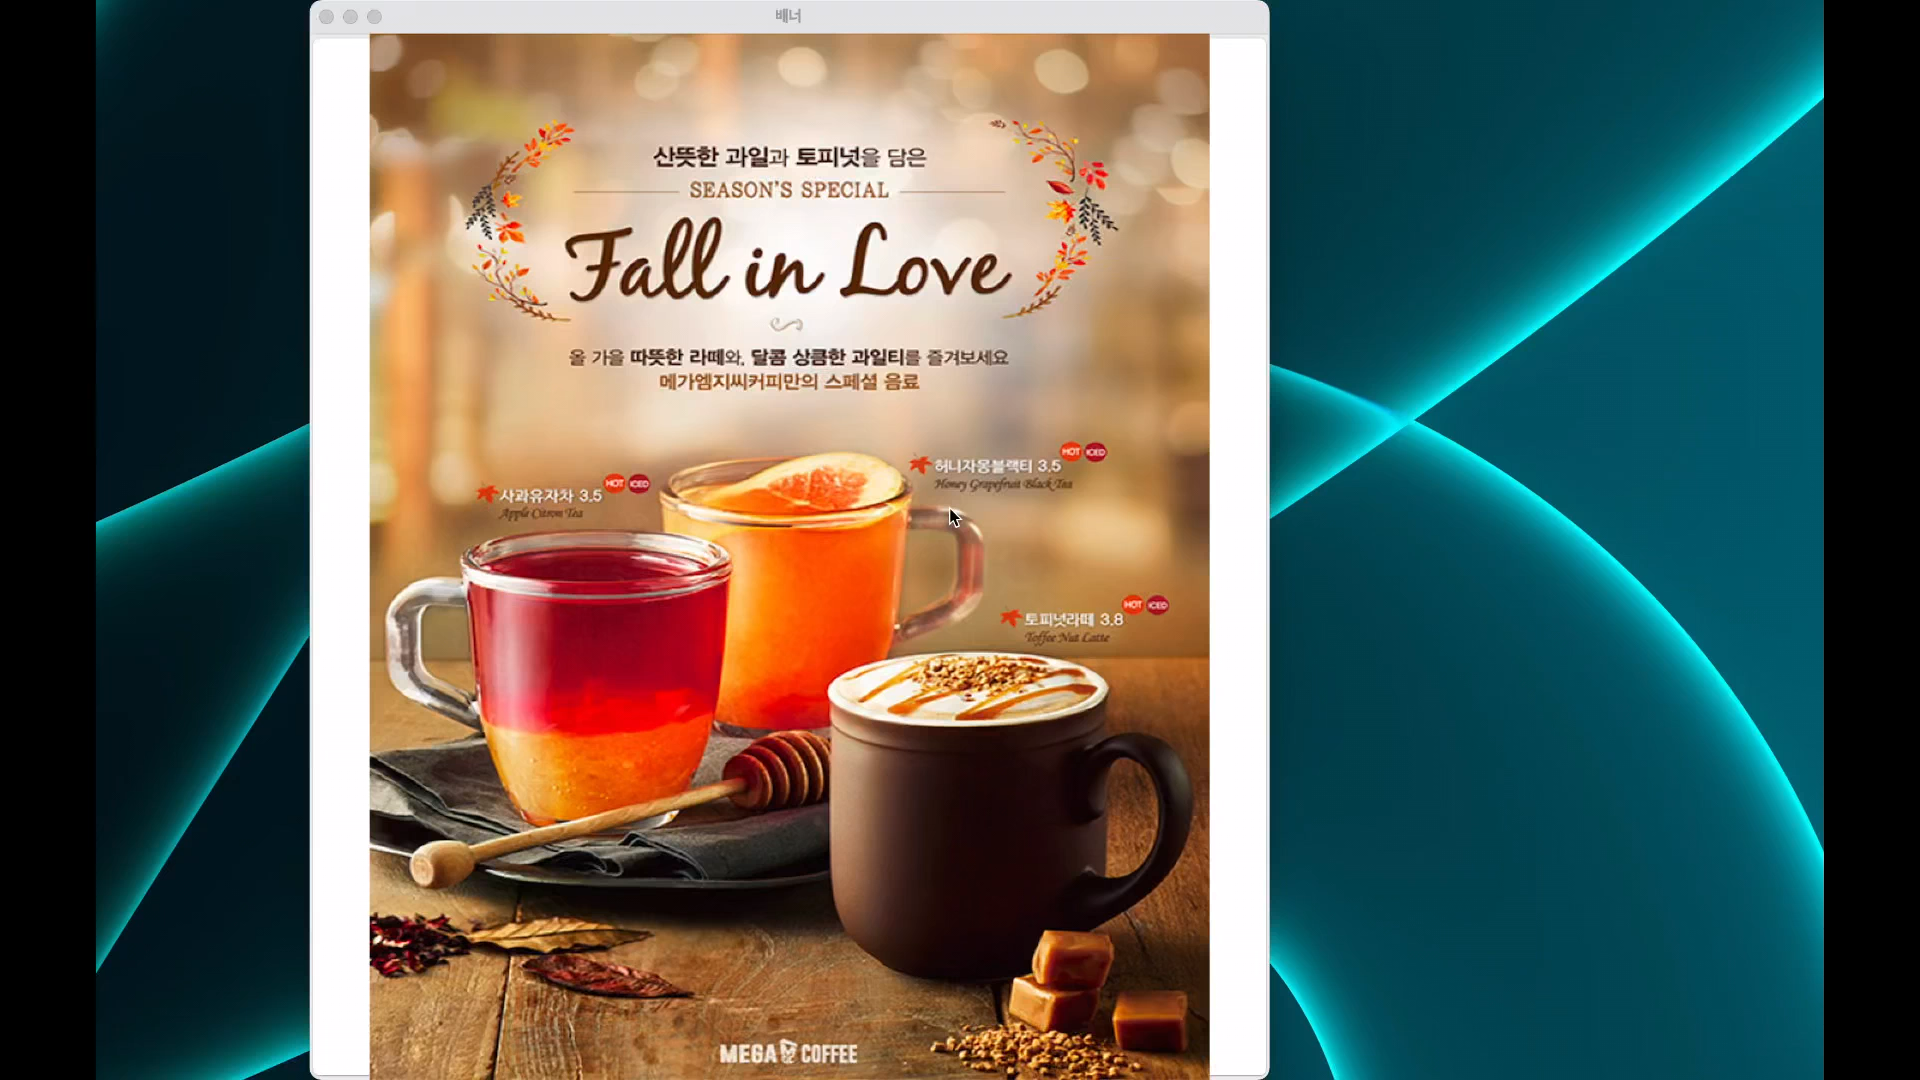 배너
산뜻한 과일과 토피넛을 담은
SEASON'S SPECIAL
Fall in Love
올 가을 따뜻한 라떼와, 달콤 상큼한 과일티를 즐겨보세요
메가엠지씨커피만의 스페셜 음료
허니자몽블랙티 3.5 HOT ICED
Honey Grapefruit Black Tea
사과유자차 3.5 HOT ICED
Apple Citron Tea
토피넛라떼 3.8 HOT ICED
Toffee Nut Latte
MEGA COFFEE